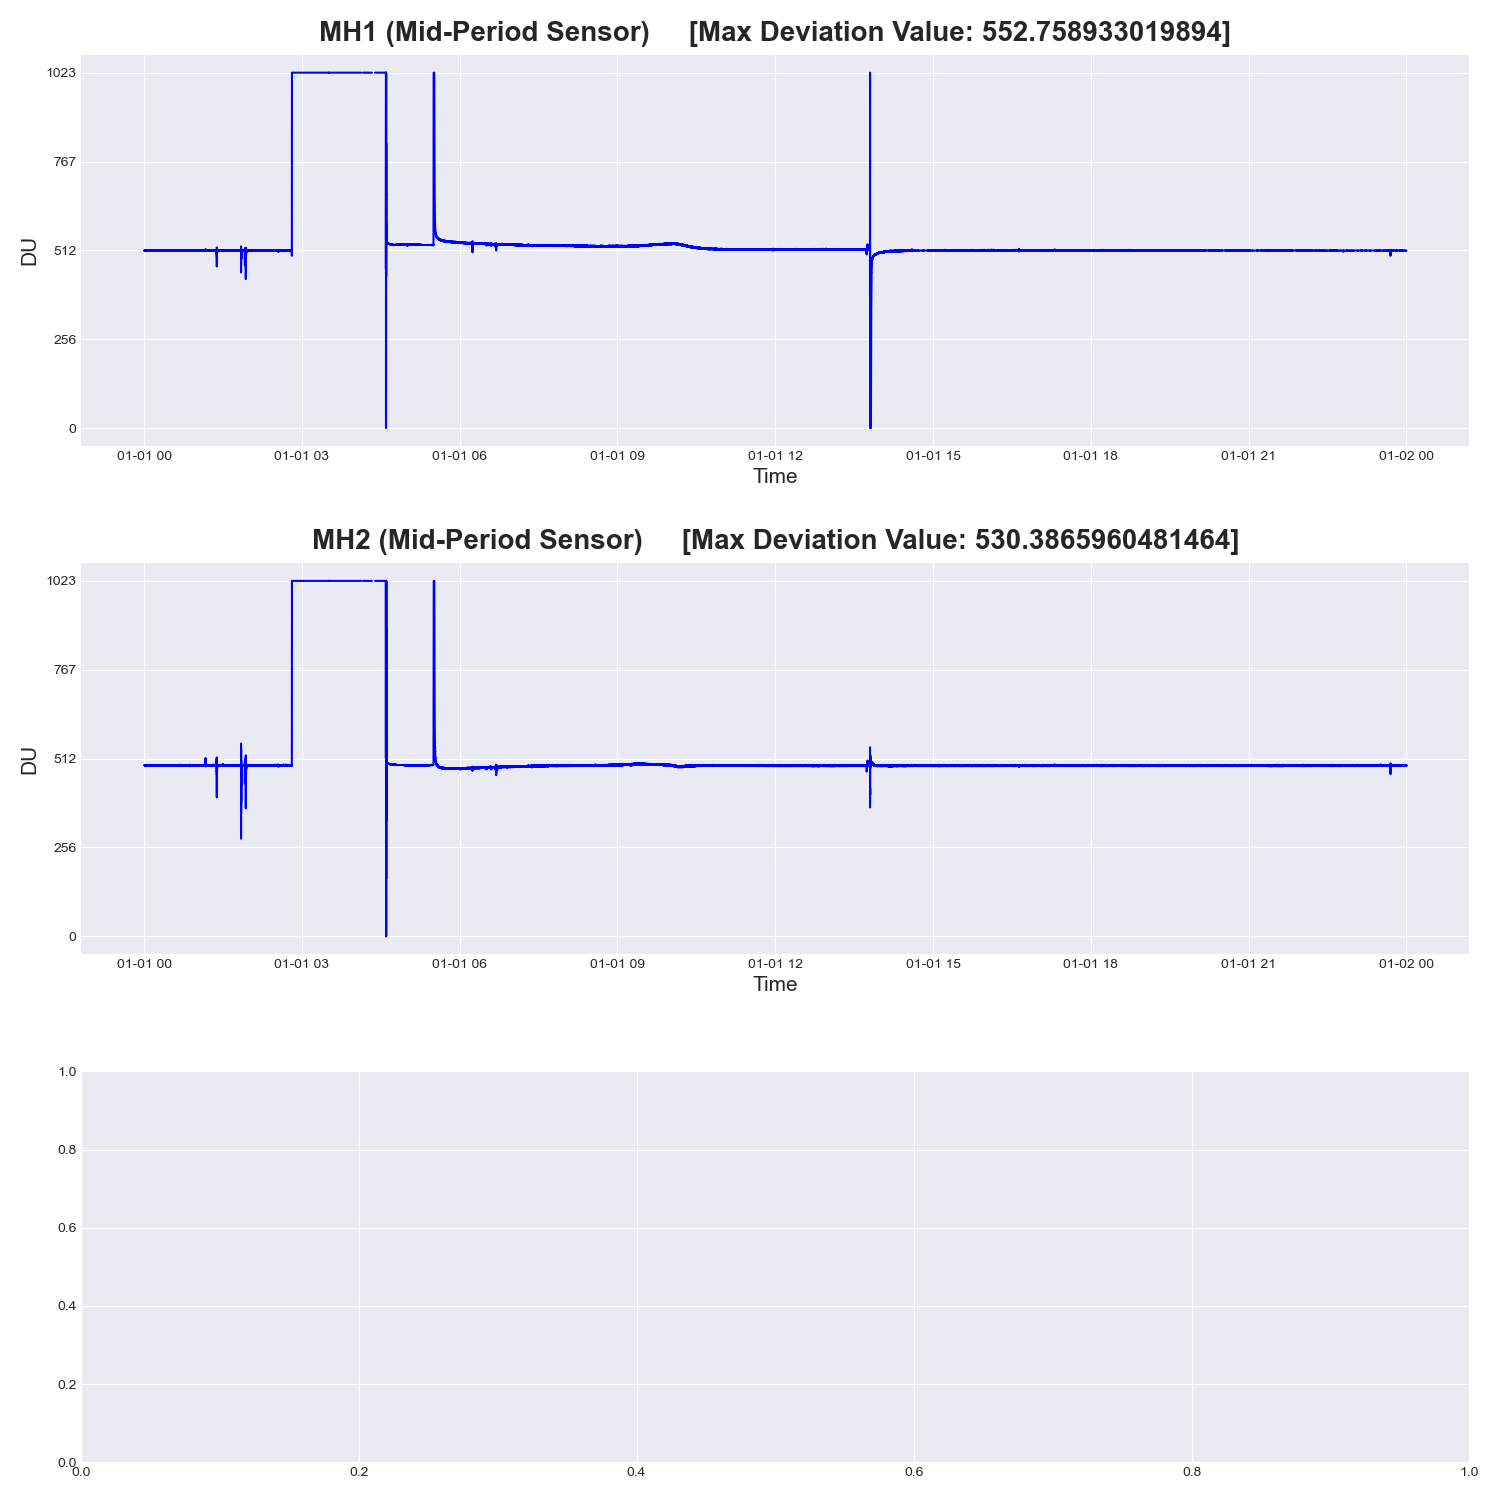 MH1 (Mid-Period Sensor) [Max Deviation Value: 552.758933019894]
1023
767
512
256
0
DU
01-01 00 01-01 03 01-01 06 01-01 09 01-01 12 01-01 15 01-01 18 01-01 21 01-02 00
Time
MH2 (Mid-Period Sensor) [Max Deviation Value: 530.3865960481464]
1023
767
512
256
0
DU
01-01 00 01-01 03 01-01 06 01-01 09 01-01 12 01-01 15 01-01 18 01-01 21 01-02 00
Time
1.0
0.8
0.6
0.4
0.2
0.0
0.0 0.2 0.4 0.6 0.8 1.0